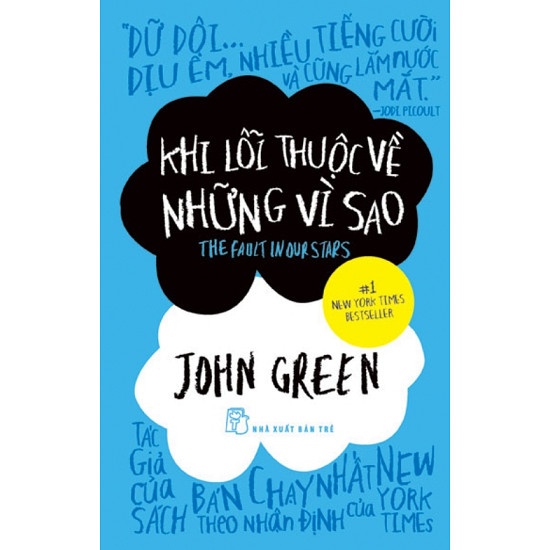 "DỮ DỘI... NHIỀU TIẾNG CƯỜI
DỊU ÊM, VÀ CŨNG LẮM NƯỚC
MẮT."
—JODI PICOULT
KHI LỖI THUỘC VỀ
NHỮNG VÌ SAO
THE FAULT IN OUR STARS
#1
NEW YORK TIMES
BESTSELLER
JOHN GREEN
NHÀ XUẤT BẢN TRẺ
TÁC
GIẢ
CỦA
SÁCH
BÁN CHẠY NHẤT
THEO NHẬN ĐỊNH CỦA
NEW
YORK
TIMES